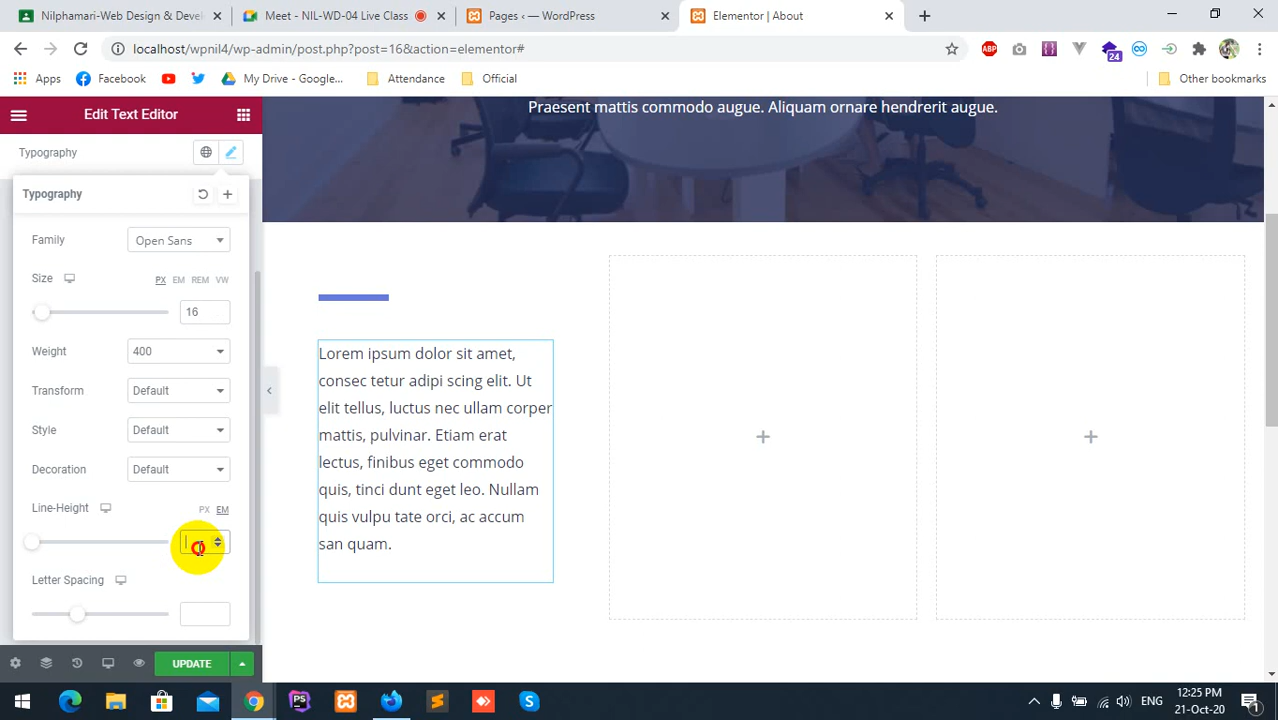 Nilphamari-Web Design & Devel
Meet - NIL-WD-04 Live Class
Pages ‹ — WordPress
Elementor | About
localhost/wpnil4/wp-admin/post.php?post=16&action=elementor#
ABP
24
Apps
Facebook
My Drive - Google...
Attendance
Official
Other bookmarks
Edit Text Editor
Typography
Typography
Family
Open Sans
Size
PX EM REM VW
16
Weight
400
Transform
Default
Style
Default
Decoration
Default
Line-Height
PX EM
Letter Spacing
UPDATE
Praesent mattis commodo augue. Aliquam ornare hendrerit augue.
Lorem ipsum dolor sit amet,
consec tetur adipi scing elit. Ut
elit tellus, luctus nec ullam corper
mattis, pulvinar. Etiam erat
lectus, finibus eget commodo
quis, tinci dunt eget leo. Nullam
quis vulpu tate orci, ac accum
san quam.
PS
S
ENG
12:25 PM
21-Oct-20
1